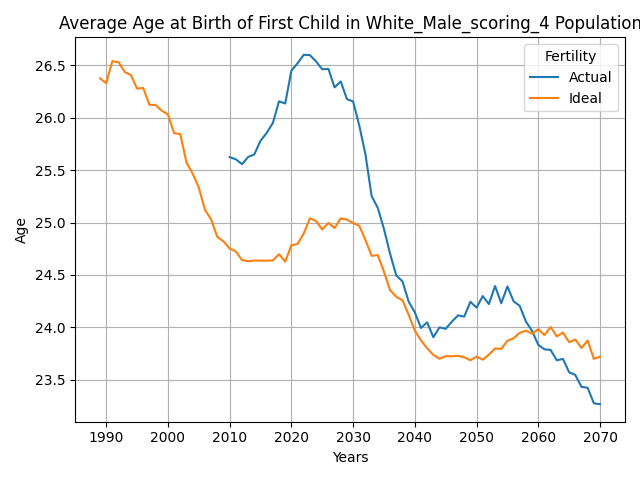 Average Age at Birth of First Child in White_Male_scoring_4 Population
Fertility
Actual
Ideal
26.5
26.0
25.5
25.0
24.5
24.0
23.5
Age
1990 2000 2010 2020 2030 2040 2050 2060 2070
Years